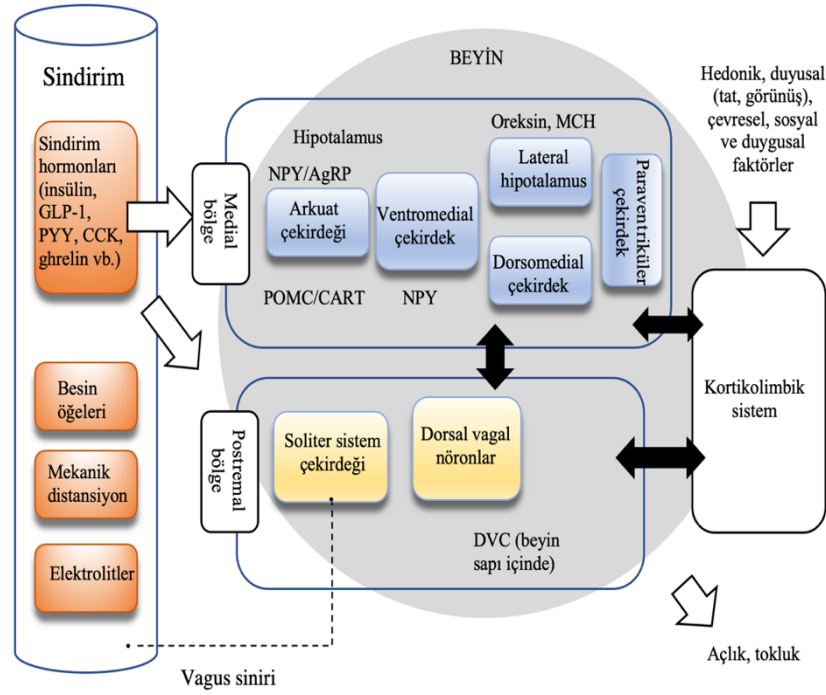 Sindirim
Sindirim
hormonları
(insülin,
GLP-1,
PYY, CCK,
ghrelin vb.)
Besin
öğeleri
Mekanik
distansiyon
Elektrolitler
Vagus siniri
BEYİN
Hipotalamus
Medial
bölge
NPY/AgRP
Arkuat
çekirdeği
POMC/CART
Ventromedial
çekirdek
NPY
Oreksin, MCH
Lateral
hipotalamus
Dorsomedial
çekirdek
Paraventriküler
çekirdek
Postremal
bölge
Soliter sistem
çekirdeği
Dorsal vagal
nöronlar
DVC (beyin
sapı içinde)
Hedonik, duyusal
(tat, görünüş),
çevresel, sosyal
ve duygusal
faktörler
Kortikolimbik
sistem
Açlık, tokluk